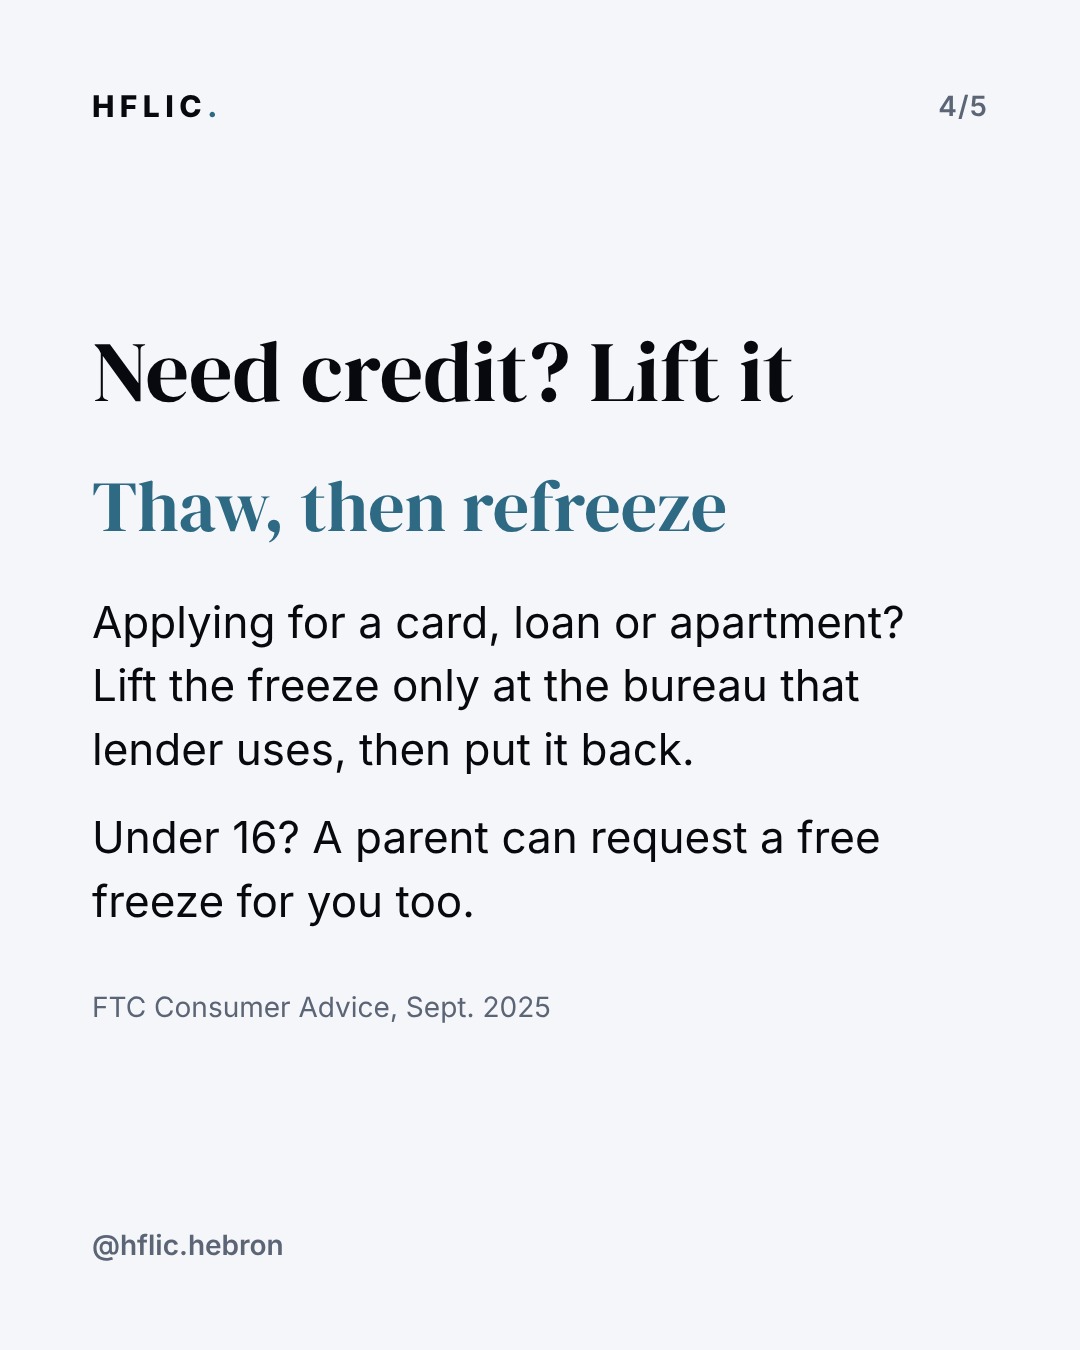 HFLIC.
4/5
Need credit? Lift it
Thaw, then refreeze
Applying for a card, loan or apartment?
Lift the freeze only at the bureau that
lender uses, then put it back.
Under 16? A parent can request a free
freeze for you too.
FTC Consumer Advice, Sept. 2025
@hflic.hebron